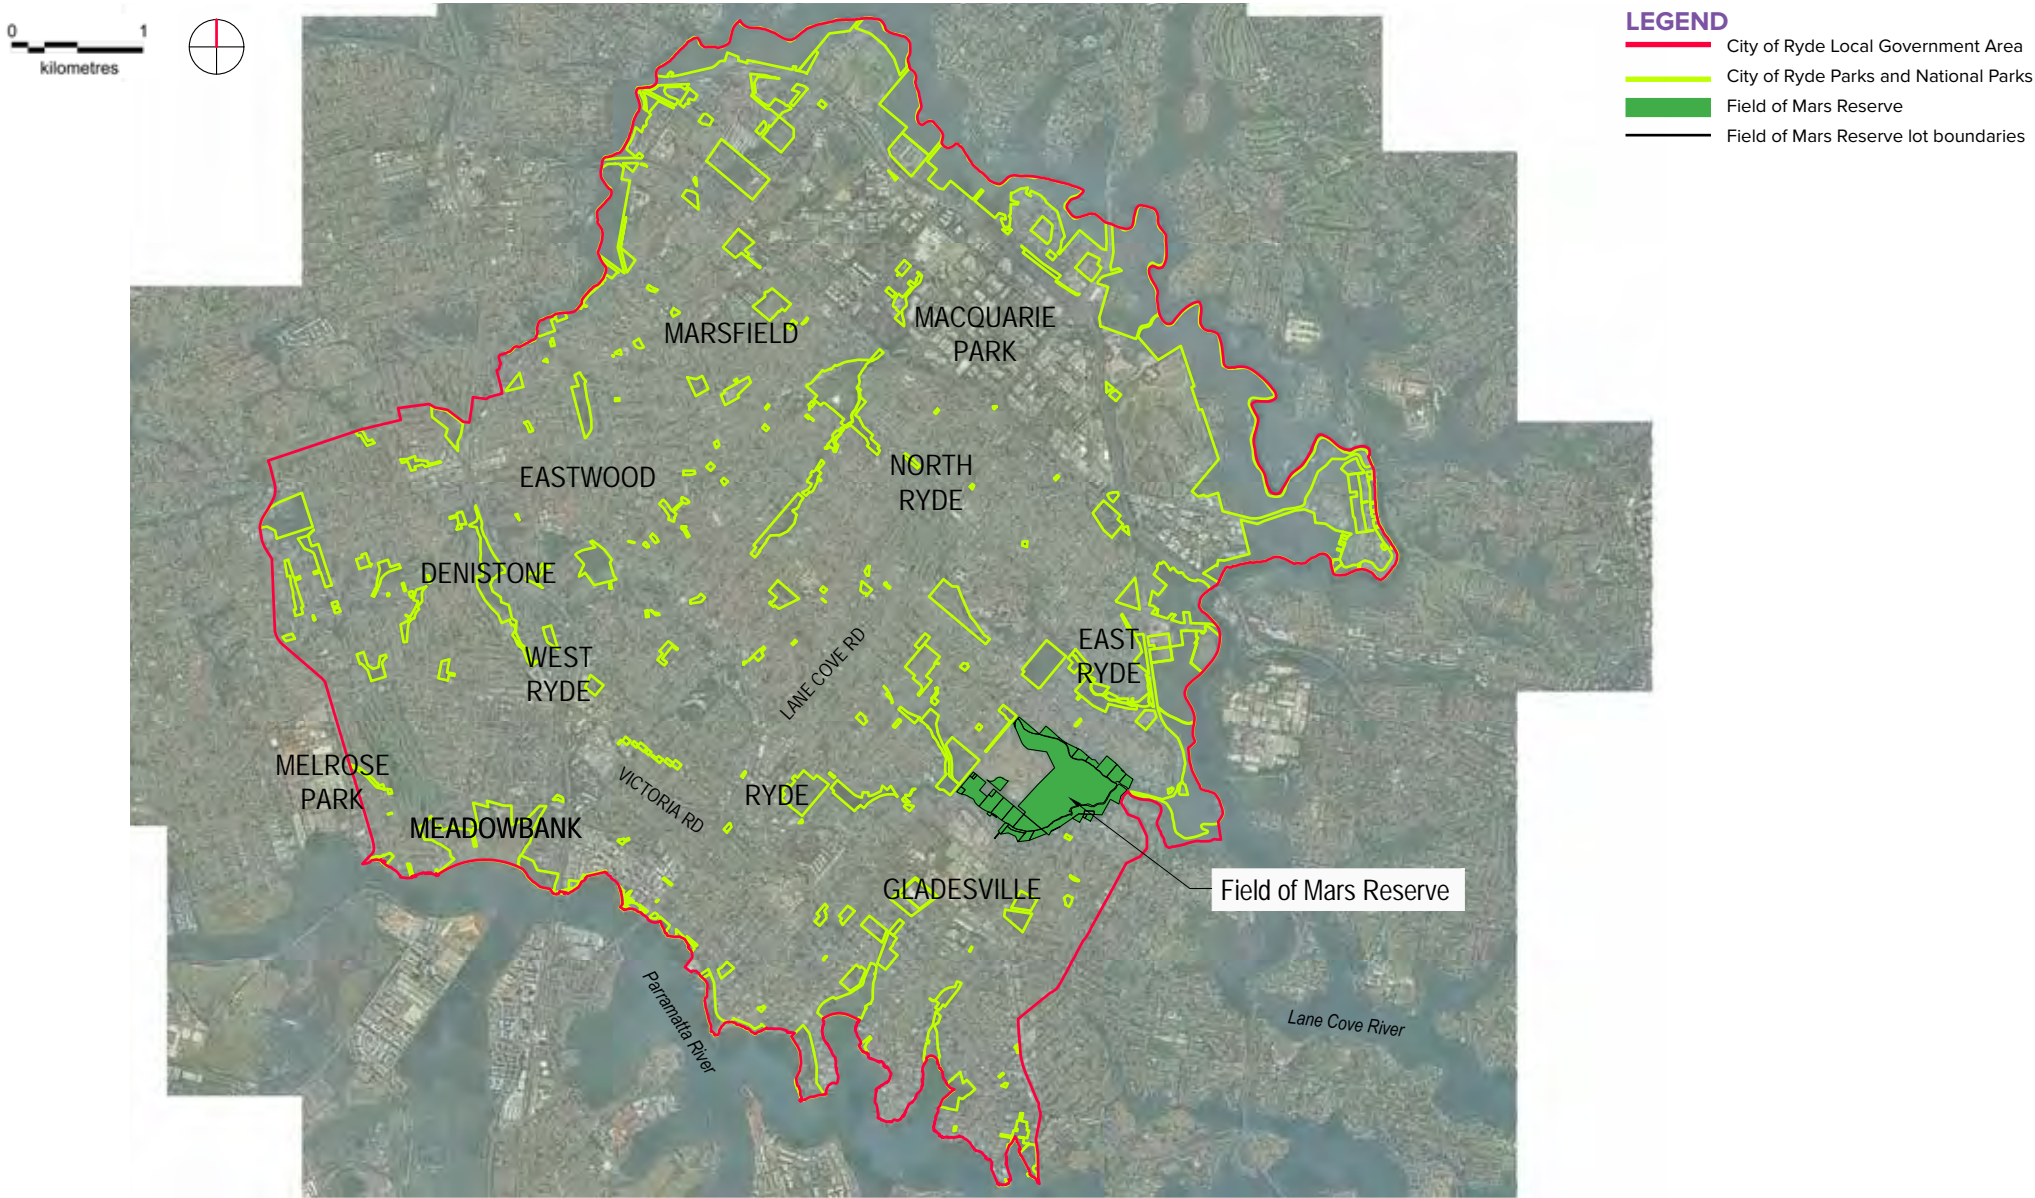 0 1
kilometres
LEGEND
City of Ryde Local Government Area
City of Ryde Parks and National Parks
Field of Mars Reserve
Field of Mars Reserve lot boundaries
MARSFIELD
MACQUARIE
PARK
EASTWOOD
NORTH
RYDE
DENISTONE
WEST
RYDE
LANE COVE RD
EAST
RYDE
MELROSE
PARK
VICTORIA RD
RYDE
MEADOWBANK
GLADESVILLE
Field of Mars Reserve
Parramatta River
Lane Cove River